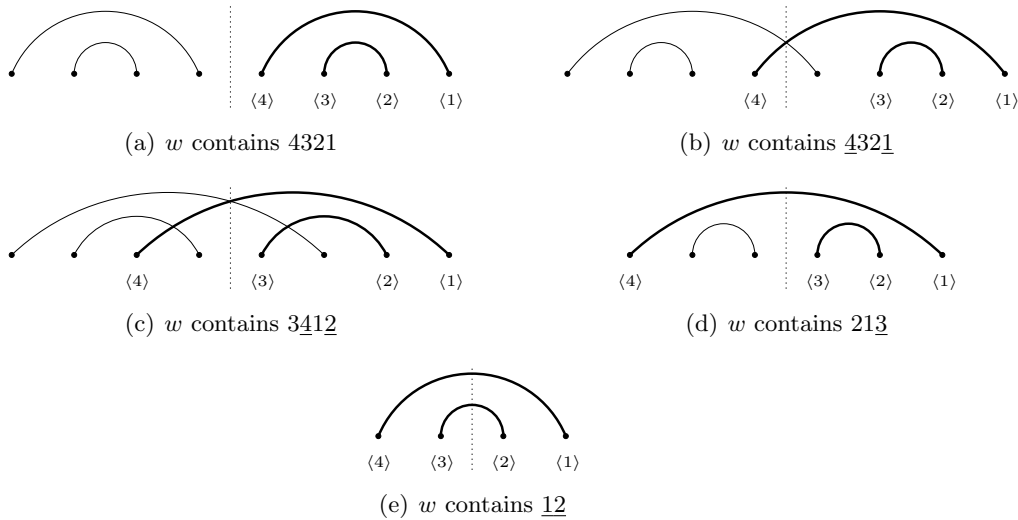 ⟨4⟩ ⟨3⟩ ⟨2⟩ ⟨1⟩ ⟨4⟩ ⟨3⟩ ⟨2⟩ ⟨1⟩
(a) w contains 4321 (b) w contains 4321
⟨4⟩ ⟨3⟩ ⟨2⟩ ⟨1⟩ ⟨4⟩ ⟨3⟩ ⟨2⟩ ⟨1⟩
(c) w contains 3412 (d) w contains 213
⟨4⟩ ⟨3⟩ ⟨2⟩ ⟨1⟩
(e) w contains 12